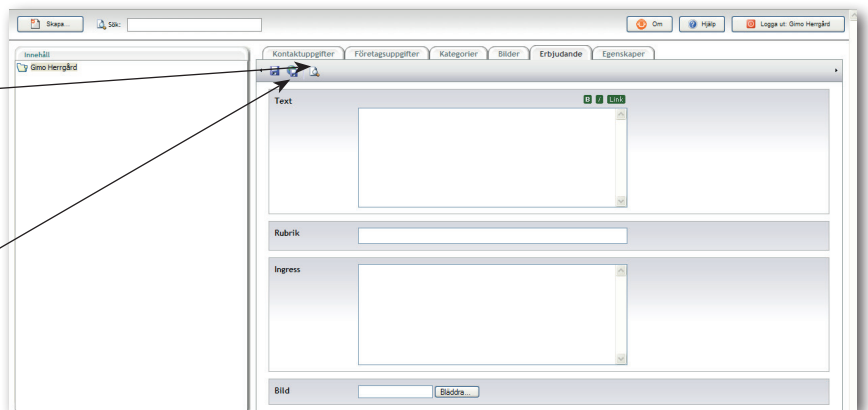 Skapa... Sök: Om Hjälp Logga ut: Gimo Herrgård
Innehåll
Gimo Herrgård
Kontaktuppgifter Företagsuppgifter Kategorier Bilder Erbjudande Egenskaper
Text B I Link
Rubrik
Ingress
Bild Bläddra...